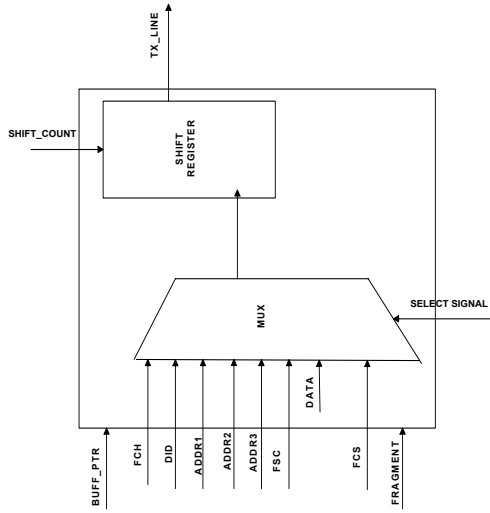 TX_LINE
SHIFT_COUNT
SHIFT
REGISTER
SELECT SIGNAL
MUX
DATA
BUFF_PTR
FCH
DID
ADDR1
ADDR2
ADDR3
FSC
FCS
FRAGMENT